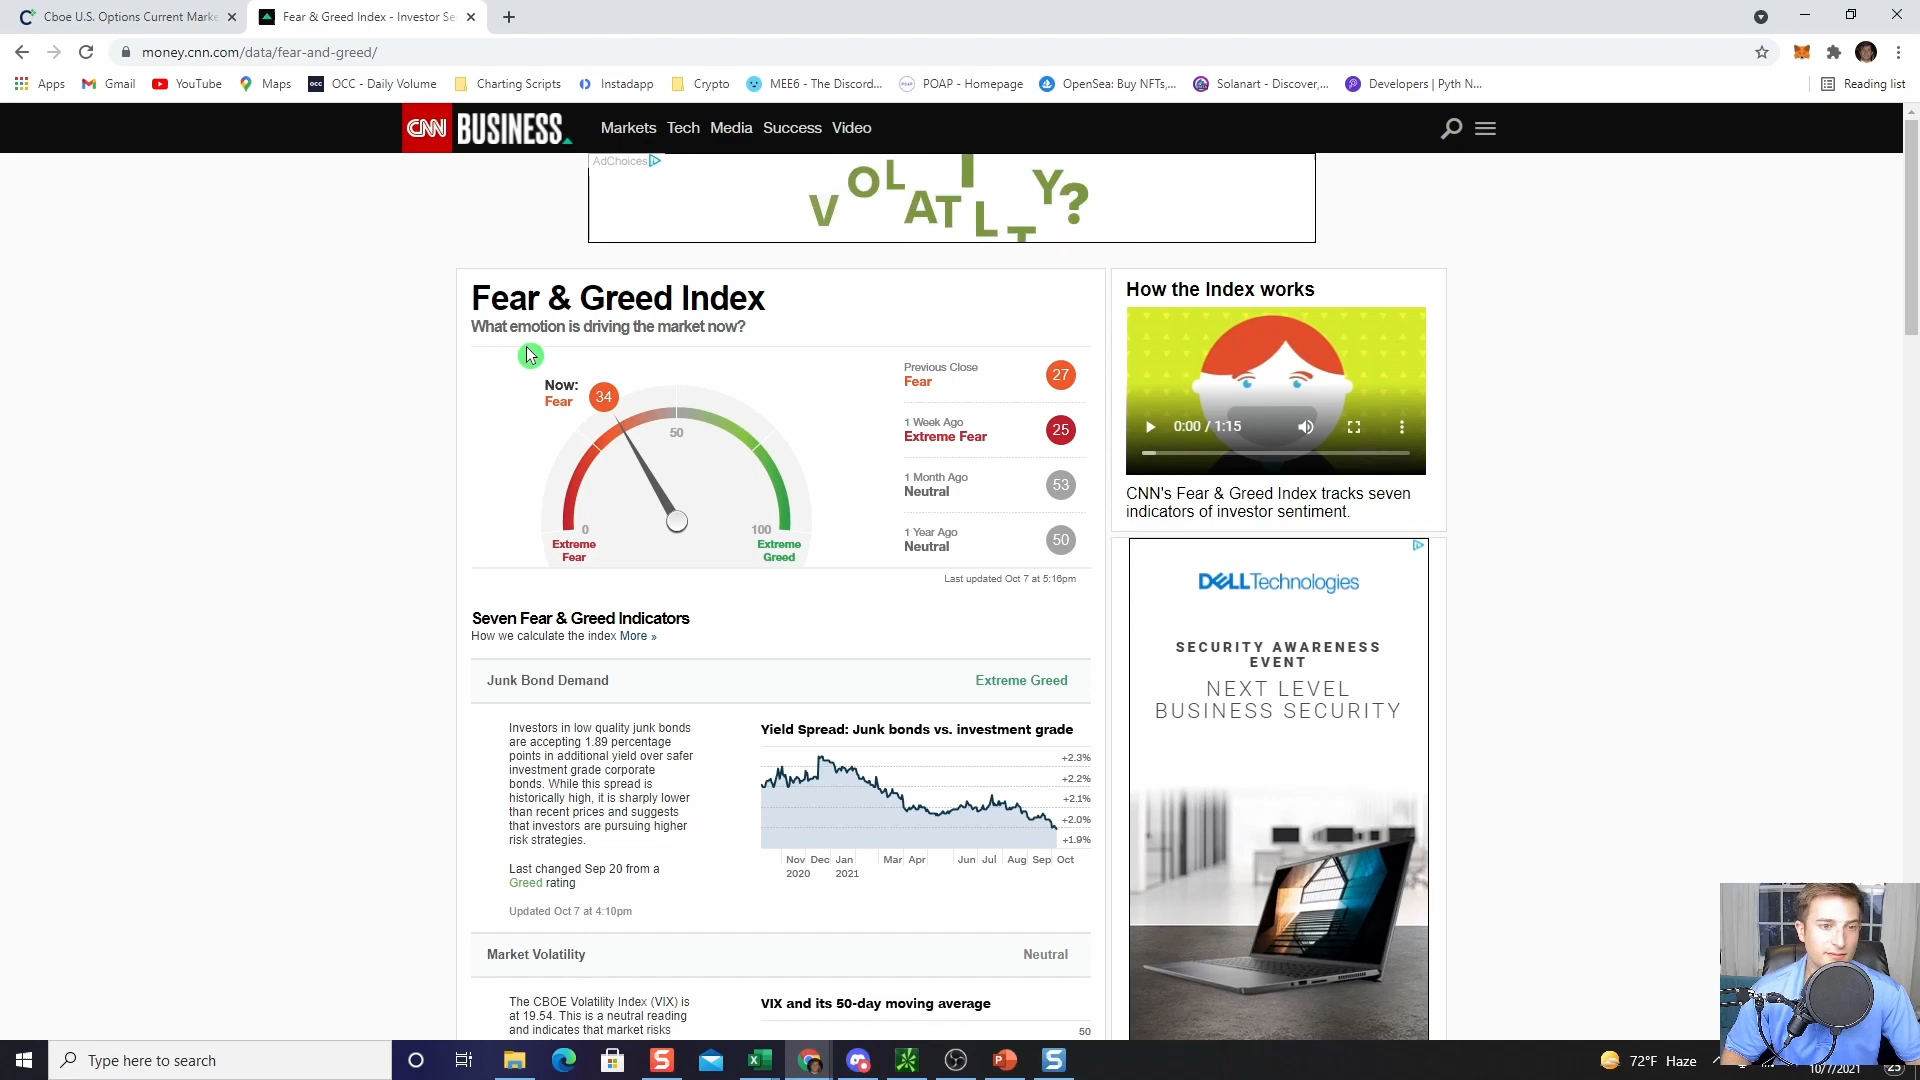 Cboe U.S. Options Current Marke
Fear & Greed Index - Investor Se
money.cnn.com/data/fear-and-greed/
Apps
Gmail
YouTube
Maps
OCC - Daily Volume
Charting Scripts
Instadapp
Crypto
MEE6 - The Discord...
POAP - Homepage
OpenSea: Buy NFTs,...
Solanart - Discover,...
Developers | Pyth N...
Reading list
CNN BUSINESS
Markets Tech Media Success Video
AdChoices
VOLATILITY?
Fear & Greed Index
What emotion is driving the market now?
Now:
Fear
34
50
0
100
Extreme
Fear
Extreme
Greed
Previous Close
Fear
27
1 Week Ago
Extreme Fear
25
1 Month Ago
Neutral
53
1 Year Ago
Neutral
50
Last updated Oct 7 at 5:16pm
How the Index works
0:00 / 1:15
CNN's Fear & Greed Index tracks seven
indicators of investor sentiment.
DELL Technologies
SECURITY AWARENESS
EVENT
NEXT LEVEL
BUSINESS SECURITY
Seven Fear & Greed Indicators
How we calculate the index More »
Junk Bond Demand
Extreme Greed
Investors in low quality junk bonds
are accepting 1.89 percentage
points in additional yield over safer
investment grade corporate
bonds. While this spread is
historically high, it is sharply lower
than recent prices and suggests
that investors are pursuing higher
risk strategies.
Last changed Sep 20 from a
Greed rating
Updated Oct 7 at 4:10pm
Yield Spread: Junk bonds vs. investment grade
+2.3%
+2.2%
+2.1%
+2.0%
+1.9%
Nov Dec Jan Mar Apr Jun Jul Aug Sep Oct
2020 2021
Market Volatility
Neutral
The CBOE Volatility Index (VIX) is
at 19.54. This is a neutral reading
and indicates that market risks
VIX and its 50-day moving average
50
Type here to search
72°F Haze
10/7/2021
25